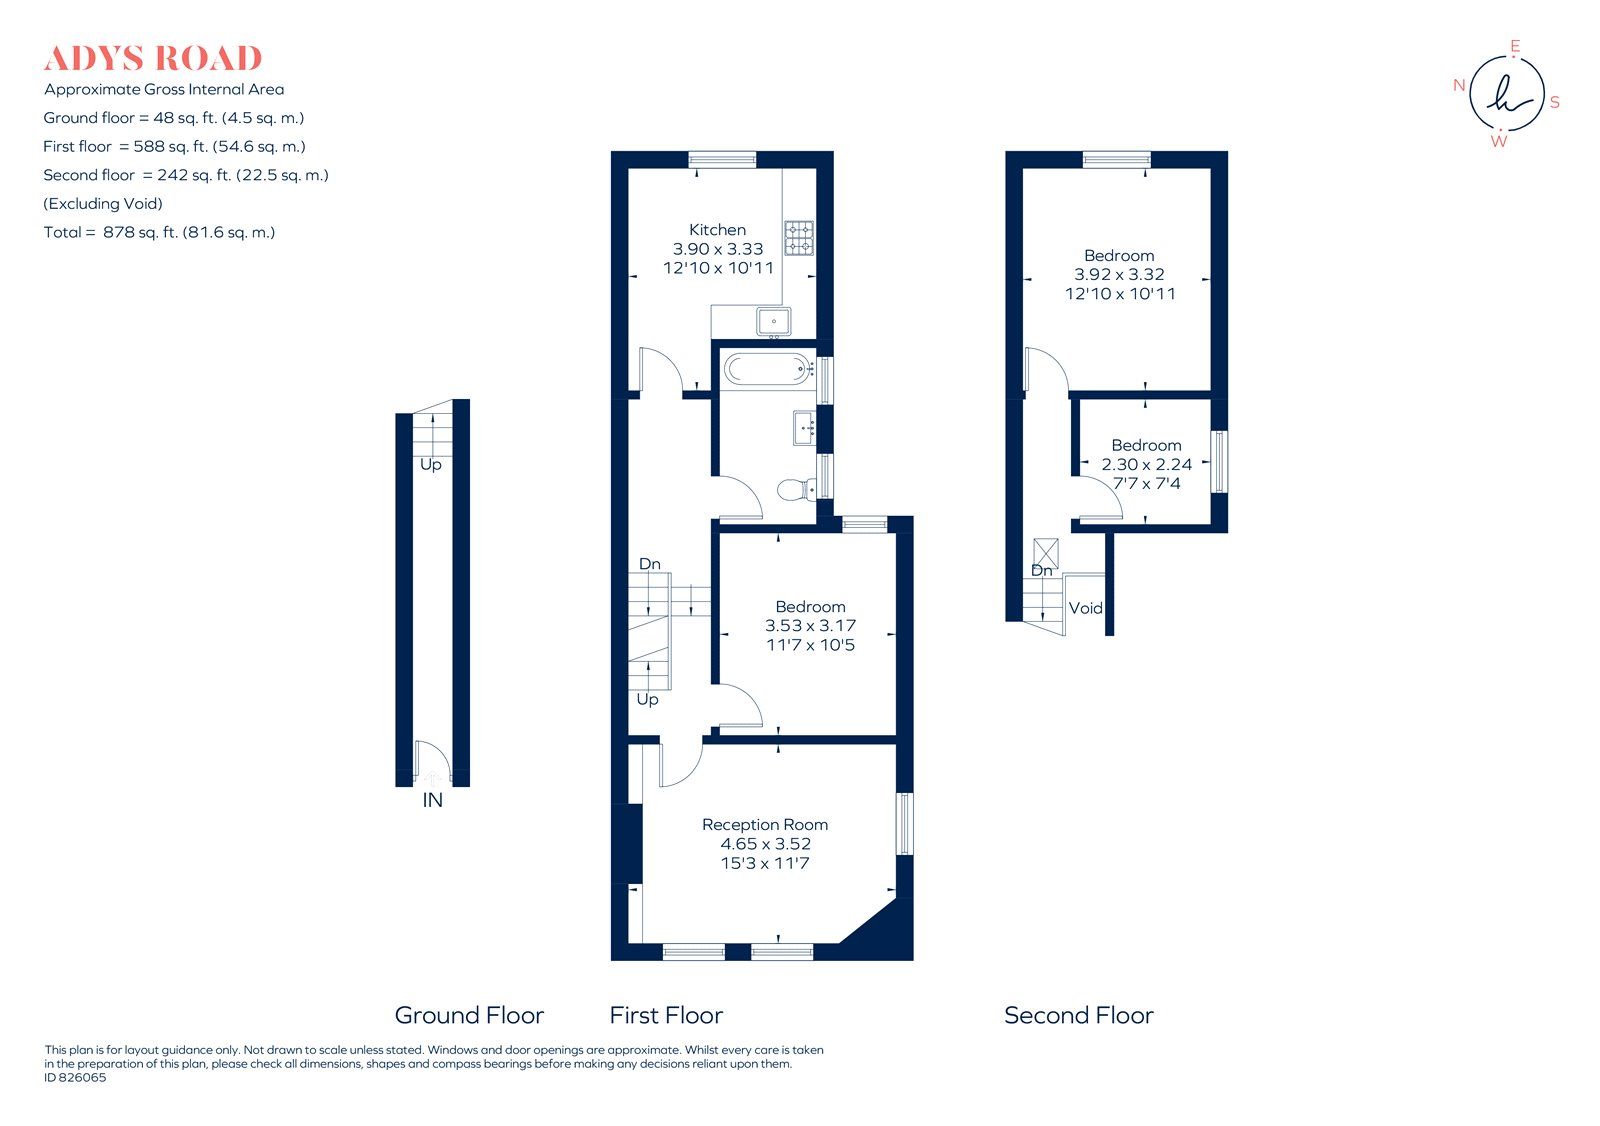 ADYS ROAD
Approximate Gross Internal Area
Ground floor = 48 sq. ft. (4.5 sq. m.)
First floor = 588 sq. ft. (54.6 sq. m.)
Second floor = 242 sq. ft. (22.5 sq. m.)
(Excluding Void)
Total = 878 sq. ft. (81.6 sq. m.)
E
N
S
W
Up
IN
Kitchen
3.90 x 3.33
12'10 x 10'11
Dn
Bedroom
3.53 x 3.17
11'7 x 10'5
Up
Reception Room
4.65 x 3.52
15'3 x 11'7
Bedroom
3.92 x 3.32
12'10 x 10'11
Bedroom
2.30 x 2.24
7'7 x 7'4
Dn
Void
Ground Floor
First Floor
Second Floor
This plan is for layout guidance only. Not drawn to scale unless stated. Windows and door openings are approximate. Whilst every care is taken
in the preparation of this plan, please check all dimensions, shapes and compass bearings before making any decisions reliant upon them.
ID 826065